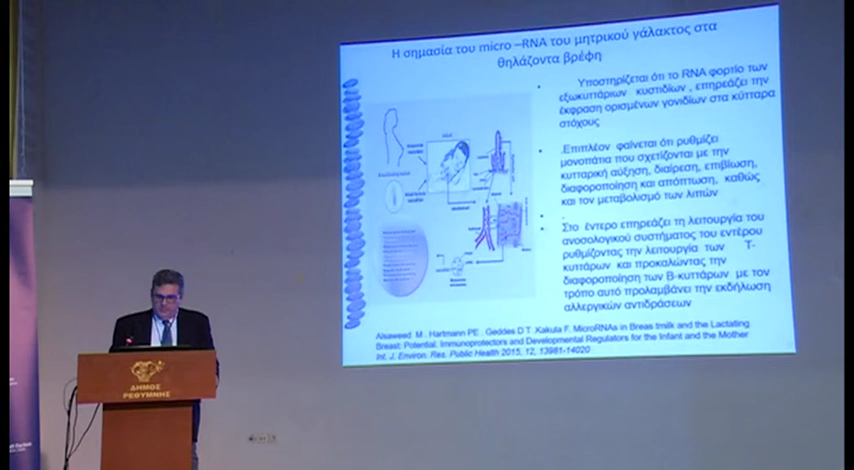 Η σημασία του micro –RNA του μητρικού γάλακτος στα
θηλάζοντα βρέφη
Υποστηρίζεται ότι το RNA φορτίο των
εξωκυττάριων κυστιδίων , επηρεάζει την
έκφραση ορισμένων γονιδίων στα κύτταρα
στόχους
.Επιπλέον φαίνεται ότι ρυθμίζει
μονοπάτια που σχετίζονται με την
κυτταρική αύξηση, διαίρεση, επιβίωση,
διαφοροποίηση και απόπτωση, καθώς
και τον μεταβολισμό των λιπών
Στο έντερο επηρεάζει τη λειτουργία του
ανοσολογικού συστήματος του εντέρου
ρυθμίζοντας την λειτουργία των Τ-
κυττάρων και προκαλώντας την
διαφοροποίηση των Β-κυττάρων με τον
τρόπο αυτό προλαμβάνει την εκδήλωση
αλλεργικών αντιδράσεων
Alsaweed M . Hartmann PE . Geddes D T .Kakula F. MicroRNAs in Breas tmilk and the Lactating
Breast: Potential. Immunoprotectors and Developmental Regulators for the Infant and the Mother
Int. J. Environ. Res. Public Health 2015, 12, 13981-14020
ΔΗΜΟΣ
ΡΕΘΥΜΝΗΣ